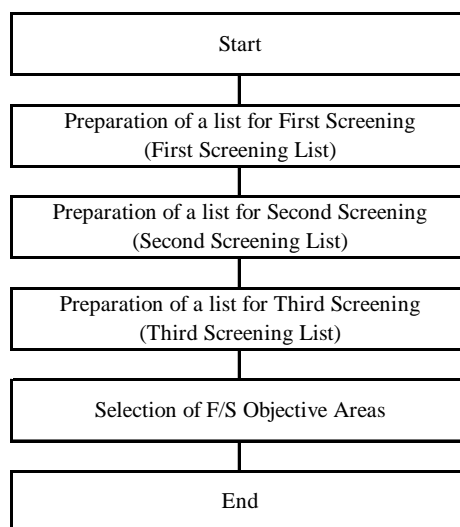 Start
Preparation of a list for First Screening
(First Screening List)
Preparation of a list for Second Screening
(Second Screening List)
Preparation of a list for Third Screening
(Third Screening List)
Selection of F/S Objective Areas
End